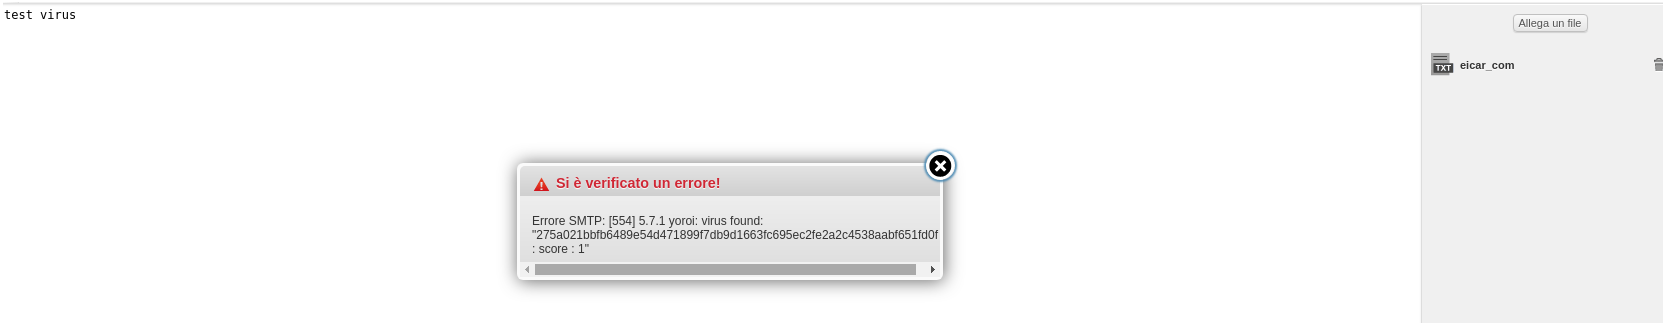 test virus
Allega un file
TXT
eicar_com
Si è verificato un errore!
Errore SMTP: [554] 5.7.1 yoroi: virus found:
"275a021bbfb6489e54d471899f7db9d1663fc695ec2fe2a2c4538aabf651fd0f
: score : 1"